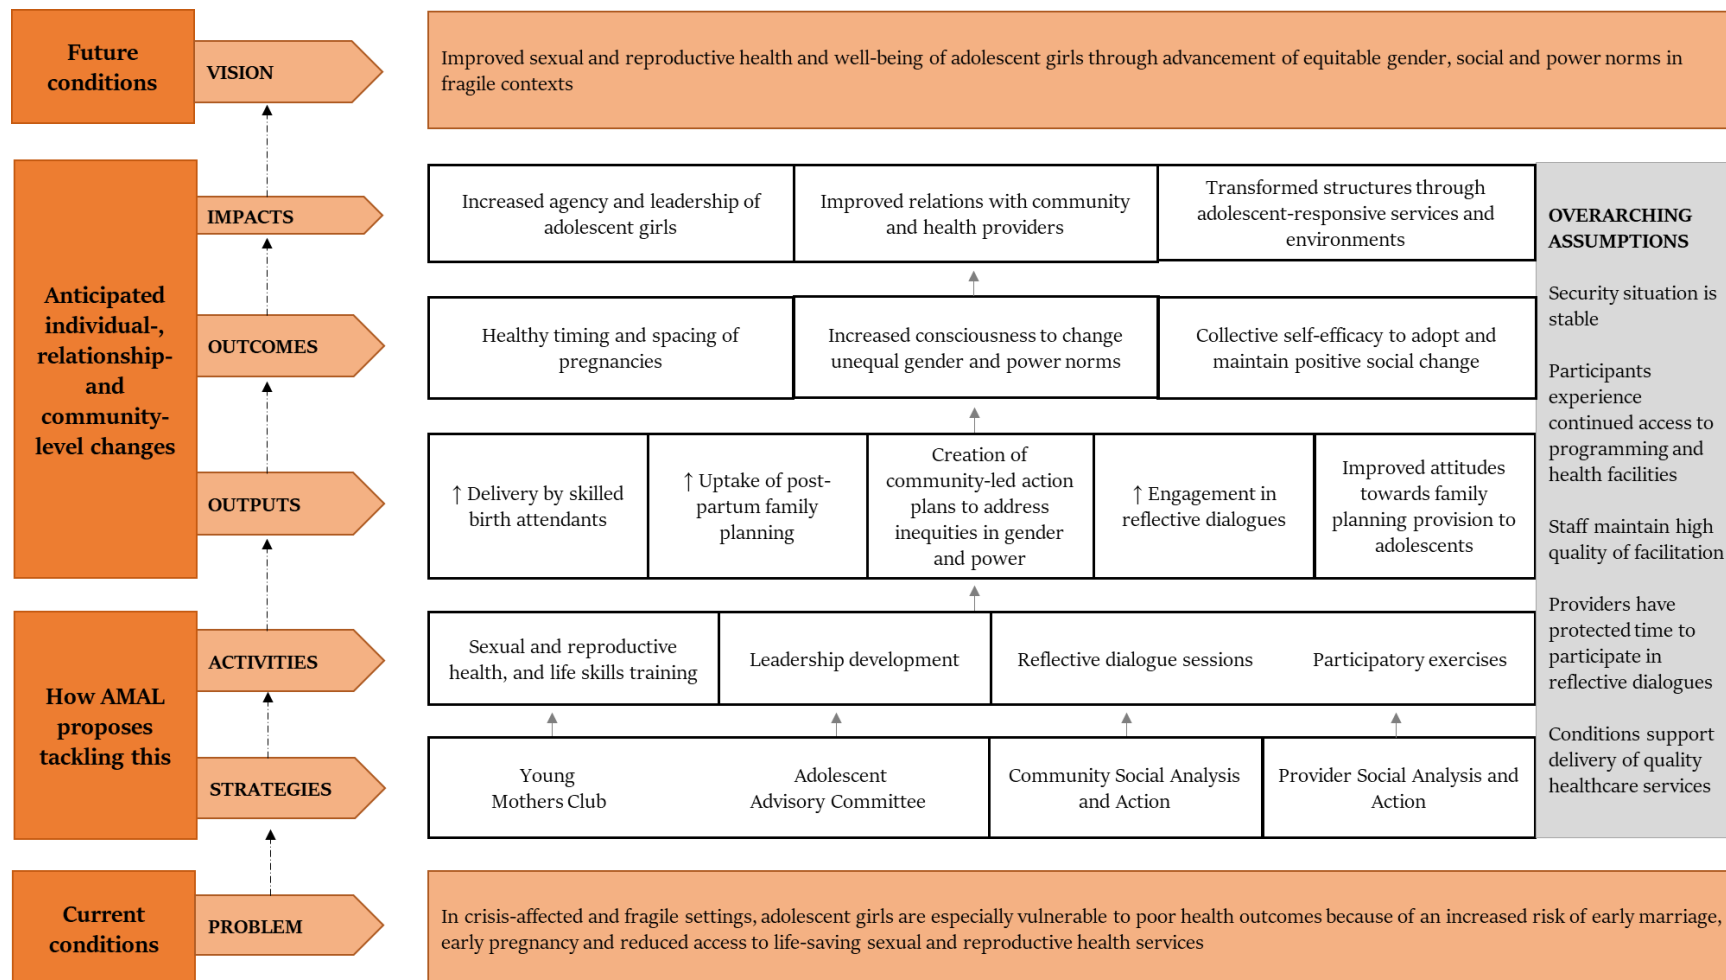 Future
conditions
VISION
Improved sexual and reproductive health and well-being of adolescent girls through advancement of equitable gender, social and power norms in
fragile contexts
Anticipated
individual-,
relationship-
and
community-
level changes
IMPACTS
Increased agency and leadership of
adolescent girls
Improved relations with community
and health providers
Transformed structures through
adolescent-responsive services and
environments
OUTCOMES
Healthy timing and spacing of
pregnancies
Increased consciousness to change
unequal gender and power norms
Collective self-efficacy to adopt and
maintain positive social change
OUTPUTS
↑ Delivery by skilled
birth attendants
↑ Uptake of post-
partum family
planning
Creation of
community-led action
plans to address
inequities in gender
and power
↑ Engagement in
reflective dialogues
Improved attitudes
towards family
planning provision to
adolescents
How AMAL
proposes
tackling this
ACTIVITIES
Sexual and reproductive
health, and life skills training
Leadership development
Reflective dialogue sessions
Participatory exercises
STRATEGIES
Young
Mothers Club
Adolescent
Advisory Committee
Community Social Analysis
and Action
Provider Social Analysis and
Action
OVERARCHING
ASSUMPTIONS
Security situation is
stable
Participants
experience
continued access to
programming and
health facilities
Staff maintain high
quality of facilitation
Providers have
protected time to
participate in
reflective dialogues
Conditions support
delivery of quality
healthcare services
Current
conditions
PROBLEM
In crisis-affected and fragile settings, adolescent girls are especially vulnerable to poor health outcomes because of an increased risk of early marriage,
early pregnancy and reduced access to life-saving sexual and reproductive health services